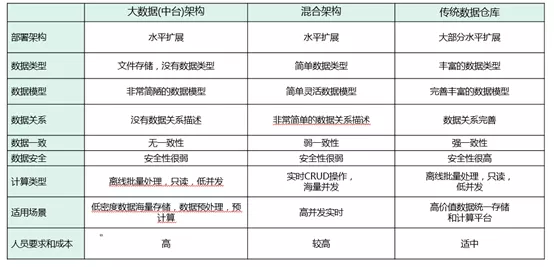 大数据(中台)架构 混合架构 传统数据仓库
部署架构 水平扩展 水平扩展 大部分水平扩展
数据类型 文件存储，没有数据类型 简单数据类型 丰富的数据类型
数据模型 非常简陋的数据模型 简单灵活数据模型 完善丰富的数据模型
数据关系 没有数据关系描述 非常简单的数据关系描述 数据关系完善
数据一致 无一致性 弱一致性 强一致性
数据安全 安全性很弱 安全性很弱 安全性很高
计算类型 离线批量处理，只读，低并发 实时CRUD操作， 离线批量处理，只读，
海量并发 低并发
适用场景 低密度数据海量存储，数据预处理，预 高并发实时 高价值数据统一存储
计算 和计算平台
人员要求和成本 " 高 较高 适中